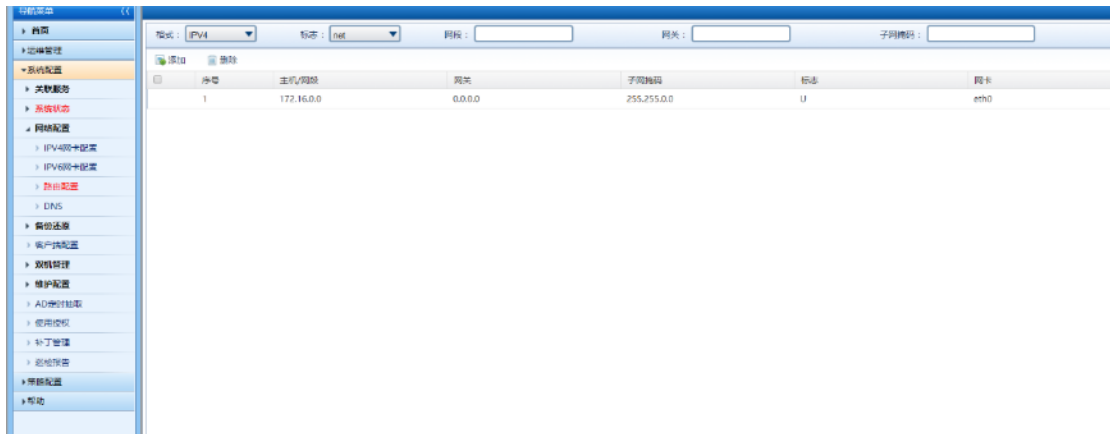 导航菜单
首页
运维管理
系统配置
关联服务
系统状态
网络配置
IPV4网卡配置
IPV6网卡配置
路由配置
DNS
备份还原
客户端配置
双机管理
维护配置
AD定时抽取
使用授权
补丁管理
巡检报告
策略配置
帮助
格式： IPV4 标志： net 网段： 网关： 子网掩码：
添加 删除
序号 主机/网段 网关 子网掩码 标志 网卡
1 172.16.0.0 0.0.0.0 255.255.0.0 U eth0